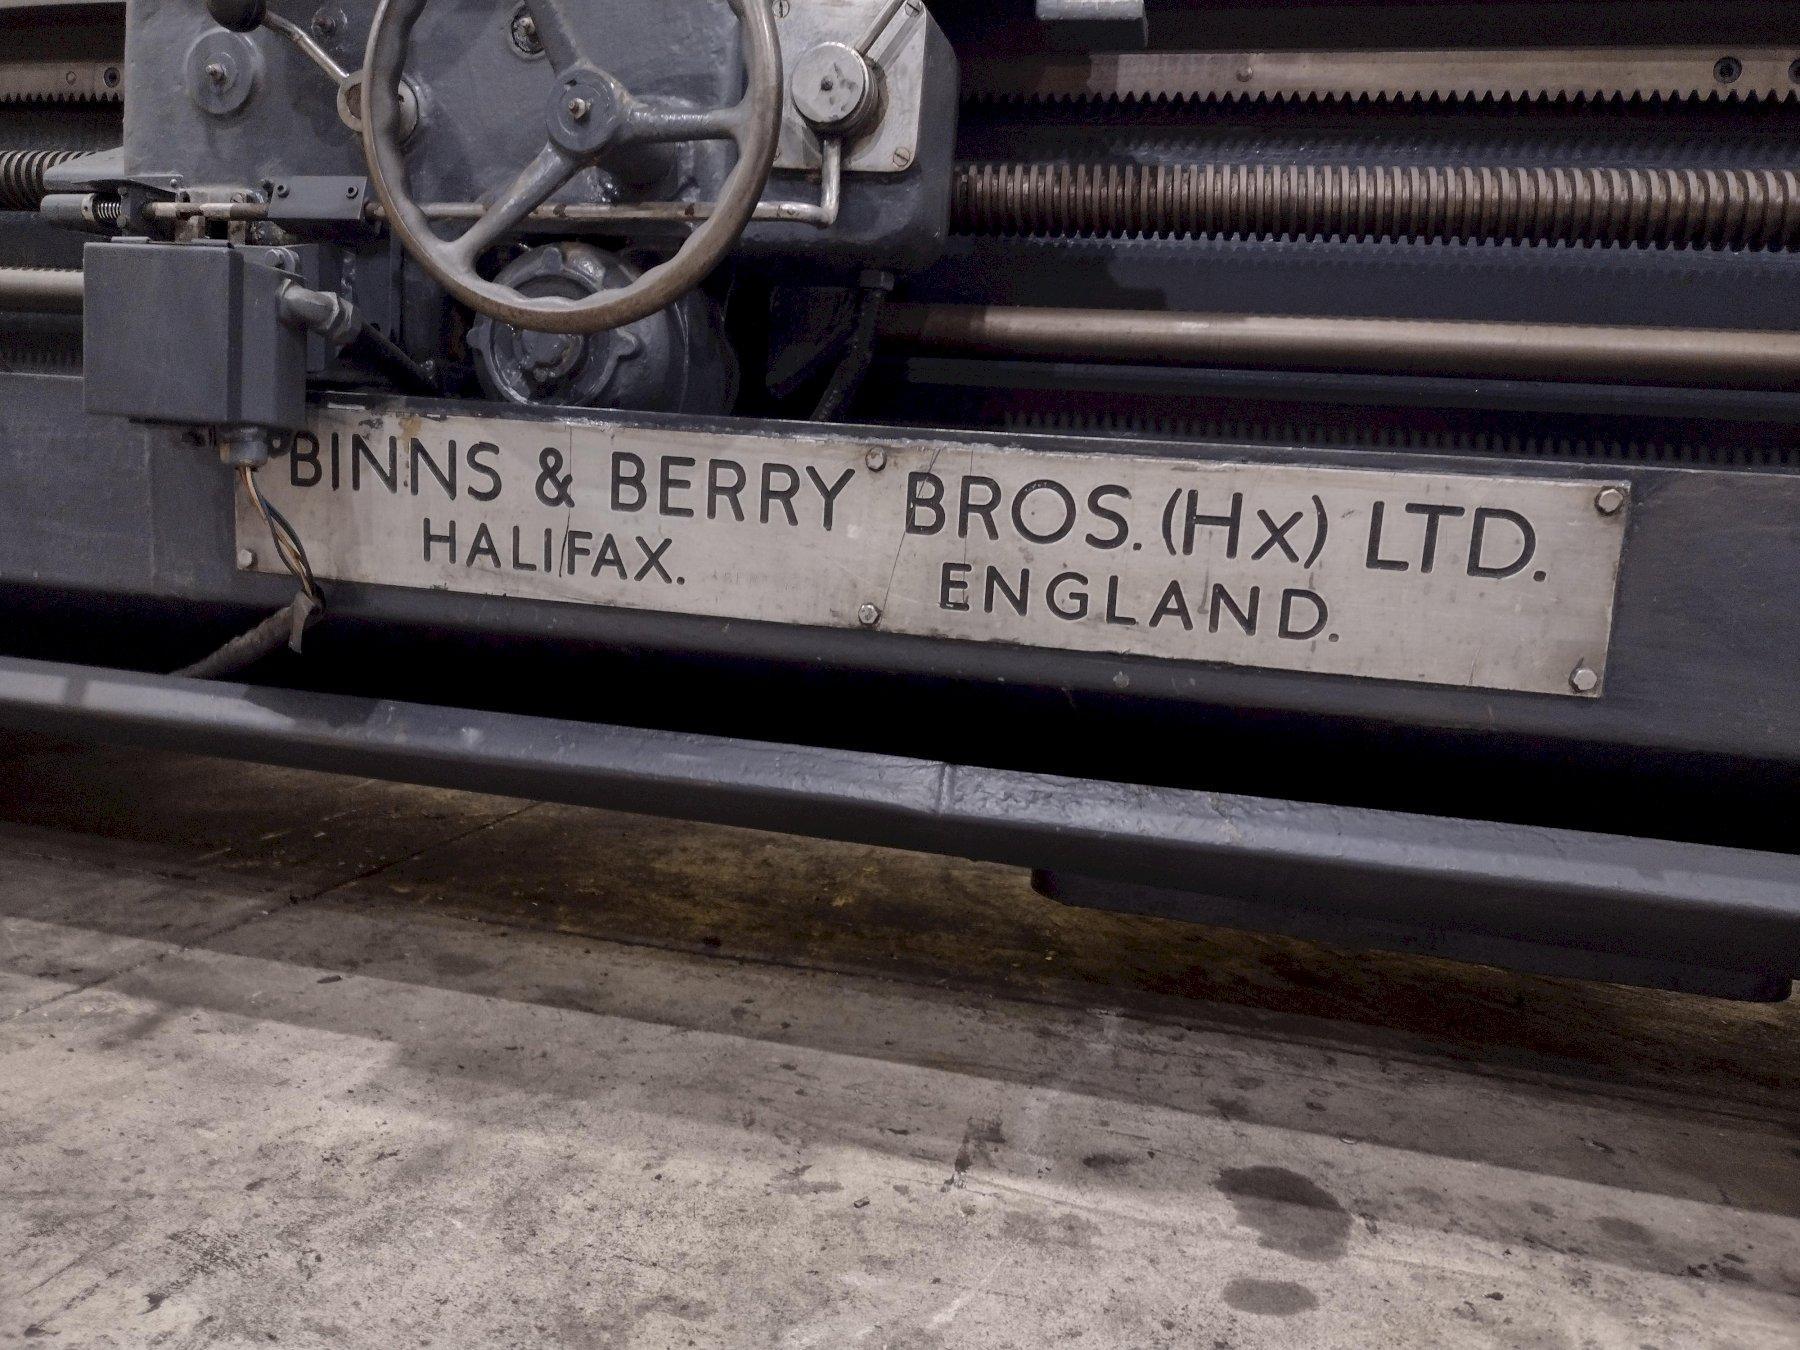 BINNS & BERRY BROS. (Hx) LTD.
HALIFAX. ENGLAND.